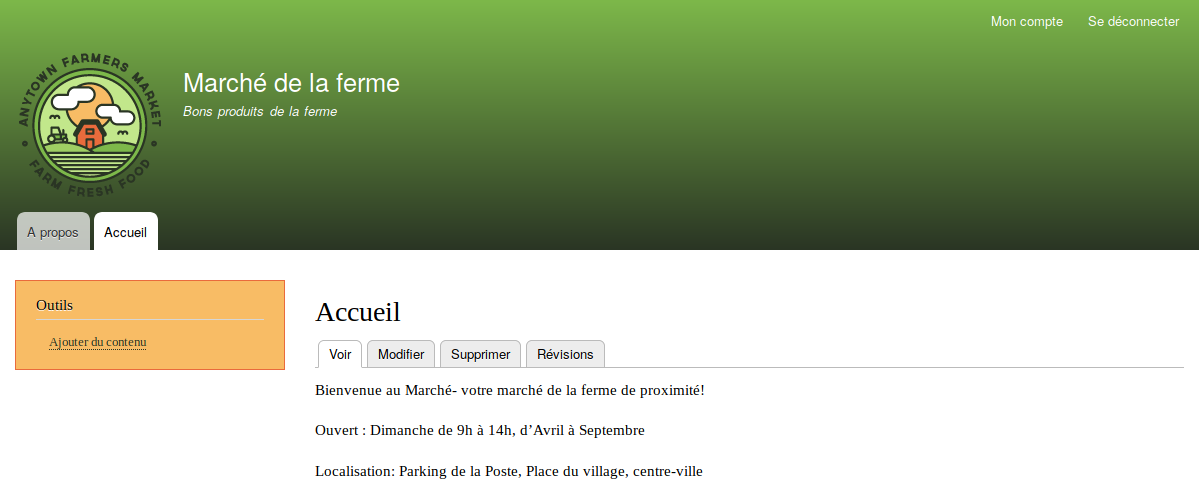 Mon compte Se déconnecter
ANYTOWN FARMERS MARKET
FARM FRESH FOOD
Marché de la ferme
Bons produits de la ferme
A propos Accueil
Outils
Ajouter du contenu
Accueil
Voir Modifier Supprimer Révisions
Bienvenue au Marché- votre marché de la ferme de proximité!
Ouvert : Dimanche de 9h à 14h, d’Avril à Septembre
Localisation: Parking de la Poste, Place du village, centre-ville